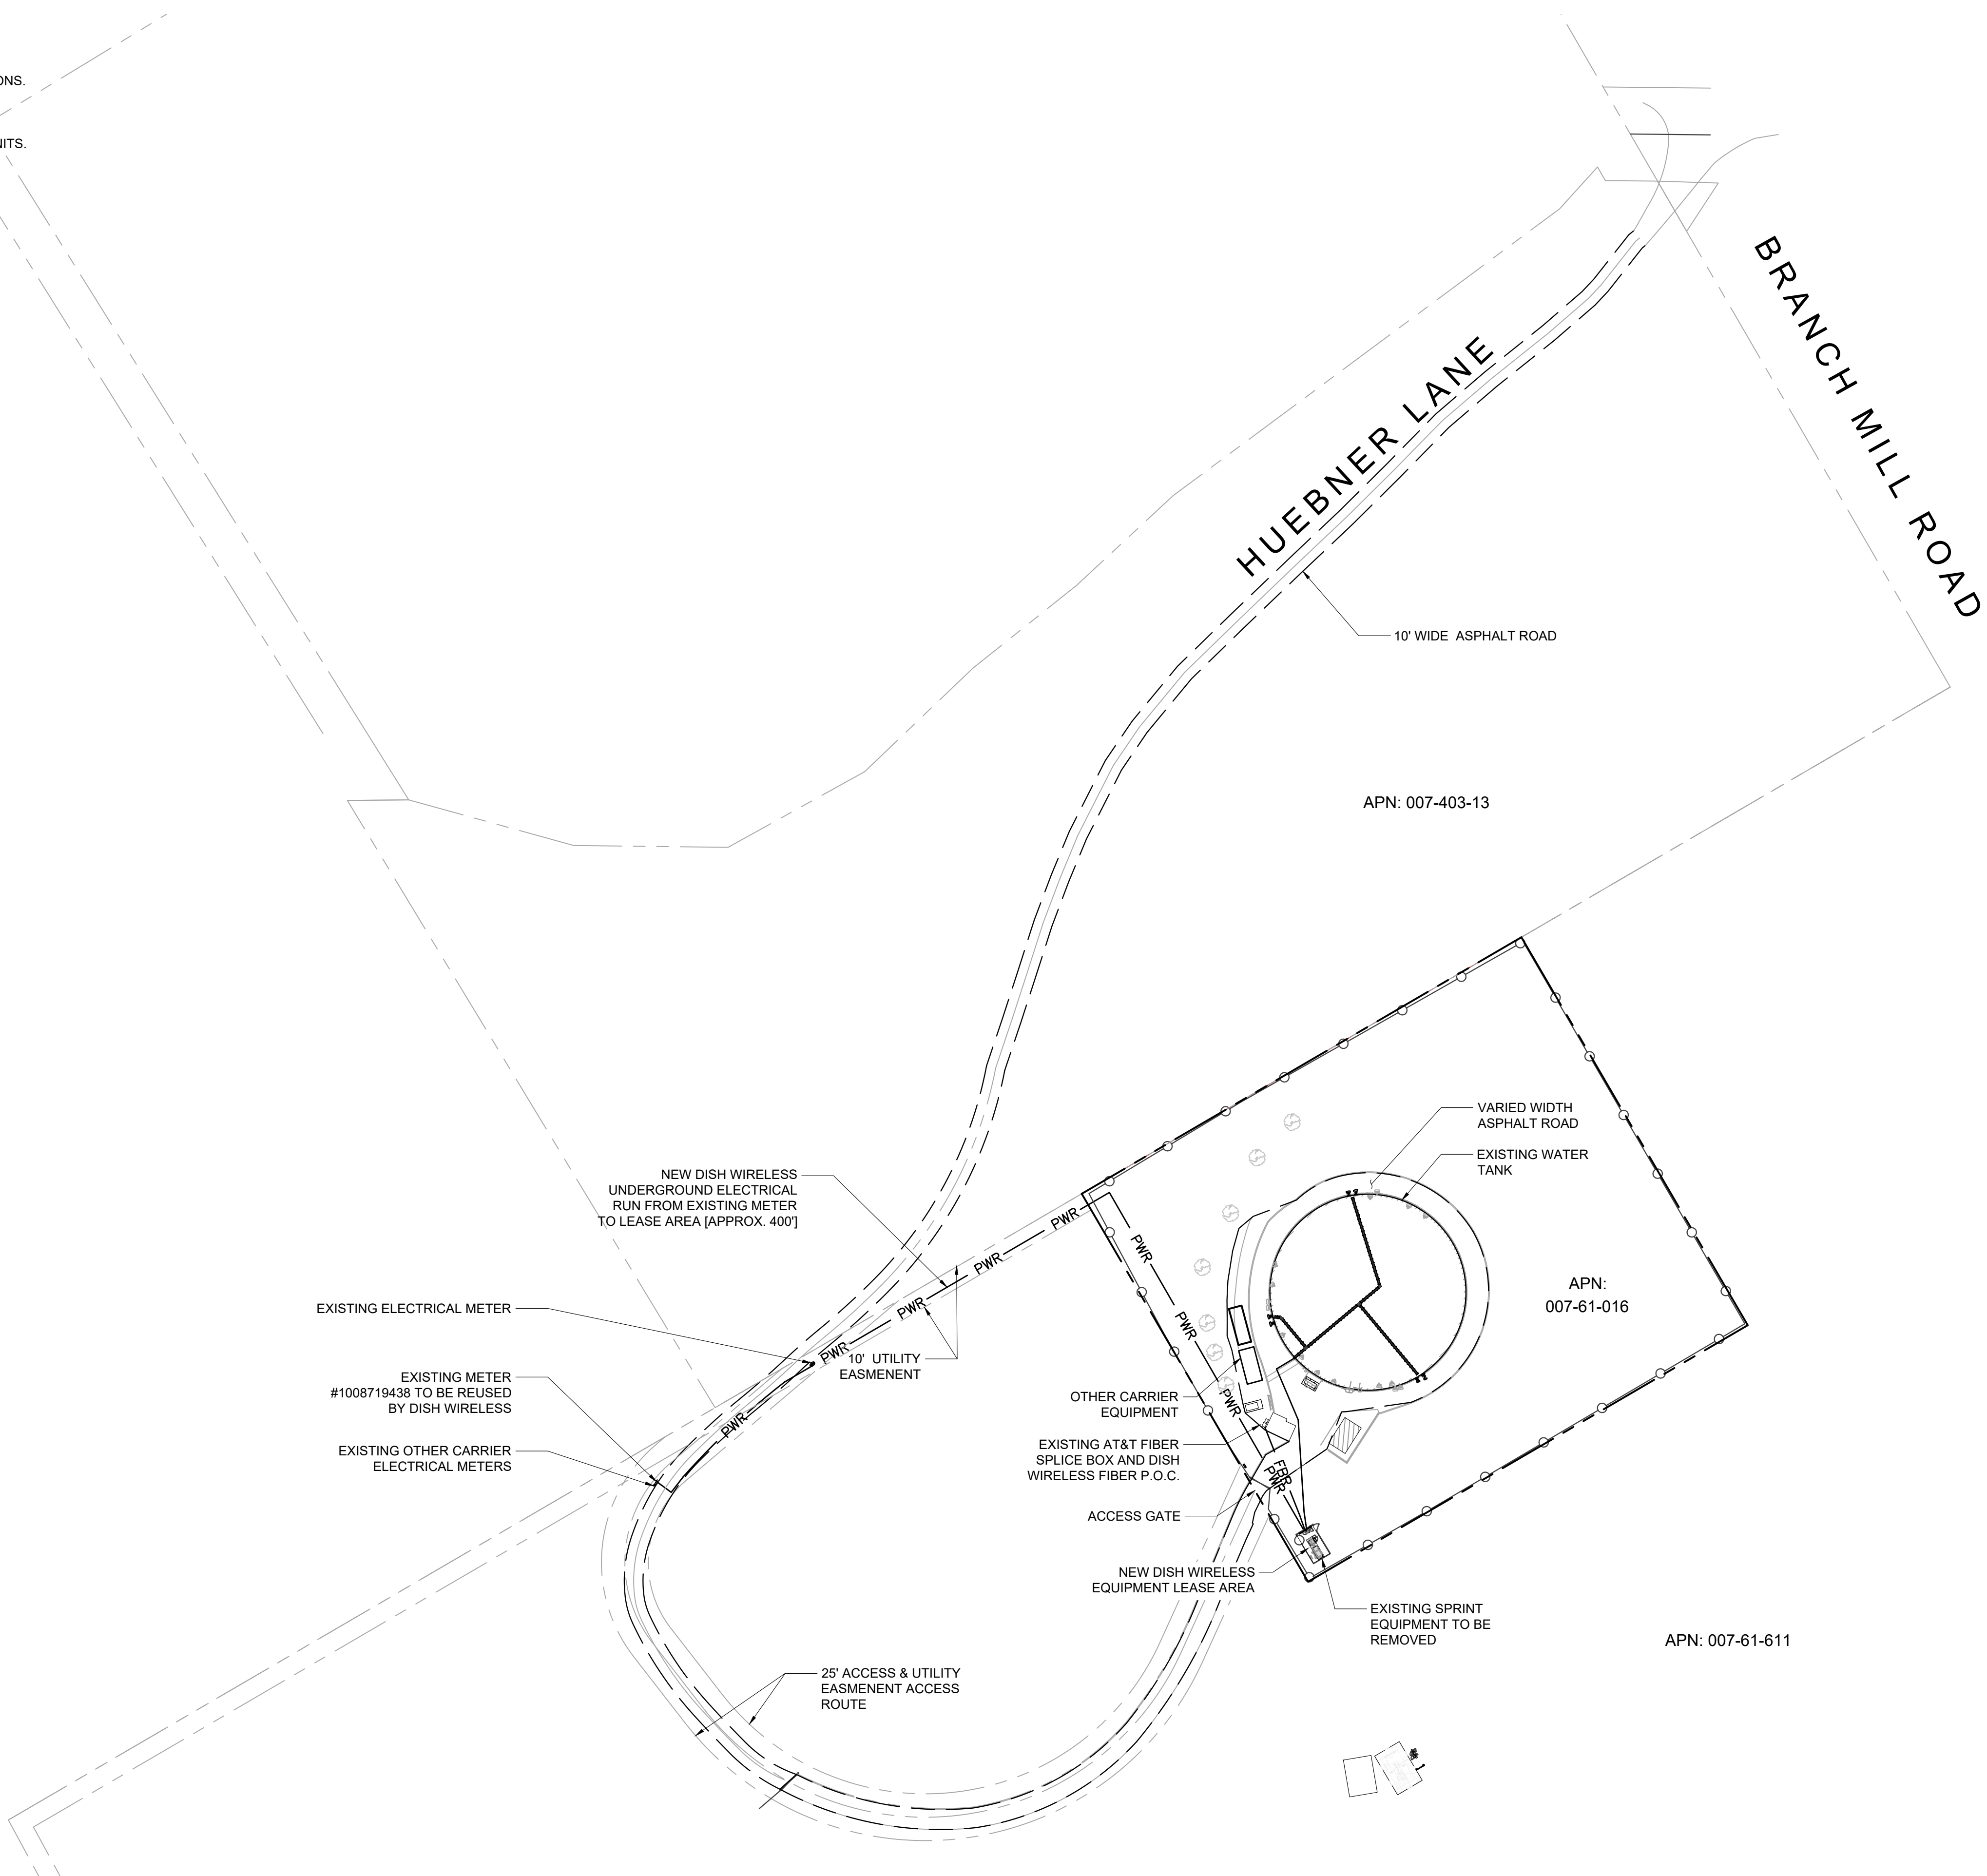 ONS.
NITS.
BRANCH MILL ROAD
HUEBNER LANE
10' WIDE ASPHALT ROAD
APN: 007-403-13
VARIED WIDTH
ASPHALT ROAD
EXISTING WATER
TANK
NEW DISH WIRELESS
UNDERGROUND ELECTRICAL
RUN FROM EXISTING METER
TO LEASE AREA [APPROX. 400']
PWR
PWR
PWR
PWR
PWR
PWR
PWR
PWR
PWR
FBR
APN:
007-61-016
EXISTING ELECTRICAL METER
10' UTILITY
EASMENENT
EXISTING METER
#1008719438 TO BE REUSED
BY DISH WIRELESS
OTHER CARRIER
EQUIPMENT
EXISTING OTHER CARRIER
ELECTRICAL METERS
EXISTING AT&T FIBER
SPLICE BOX AND DISH
WIRELESS FIBER P.O.C.
ACCESS GATE
NEW DISH WIRELESS
EQUIPMENT LEASE AREA
EXISTING SPRINT
EQUIPMENT TO BE
REMOVED
APN: 007-61-611
25' ACCESS & UTILITY
EASMENENT ACCESS
ROUTE